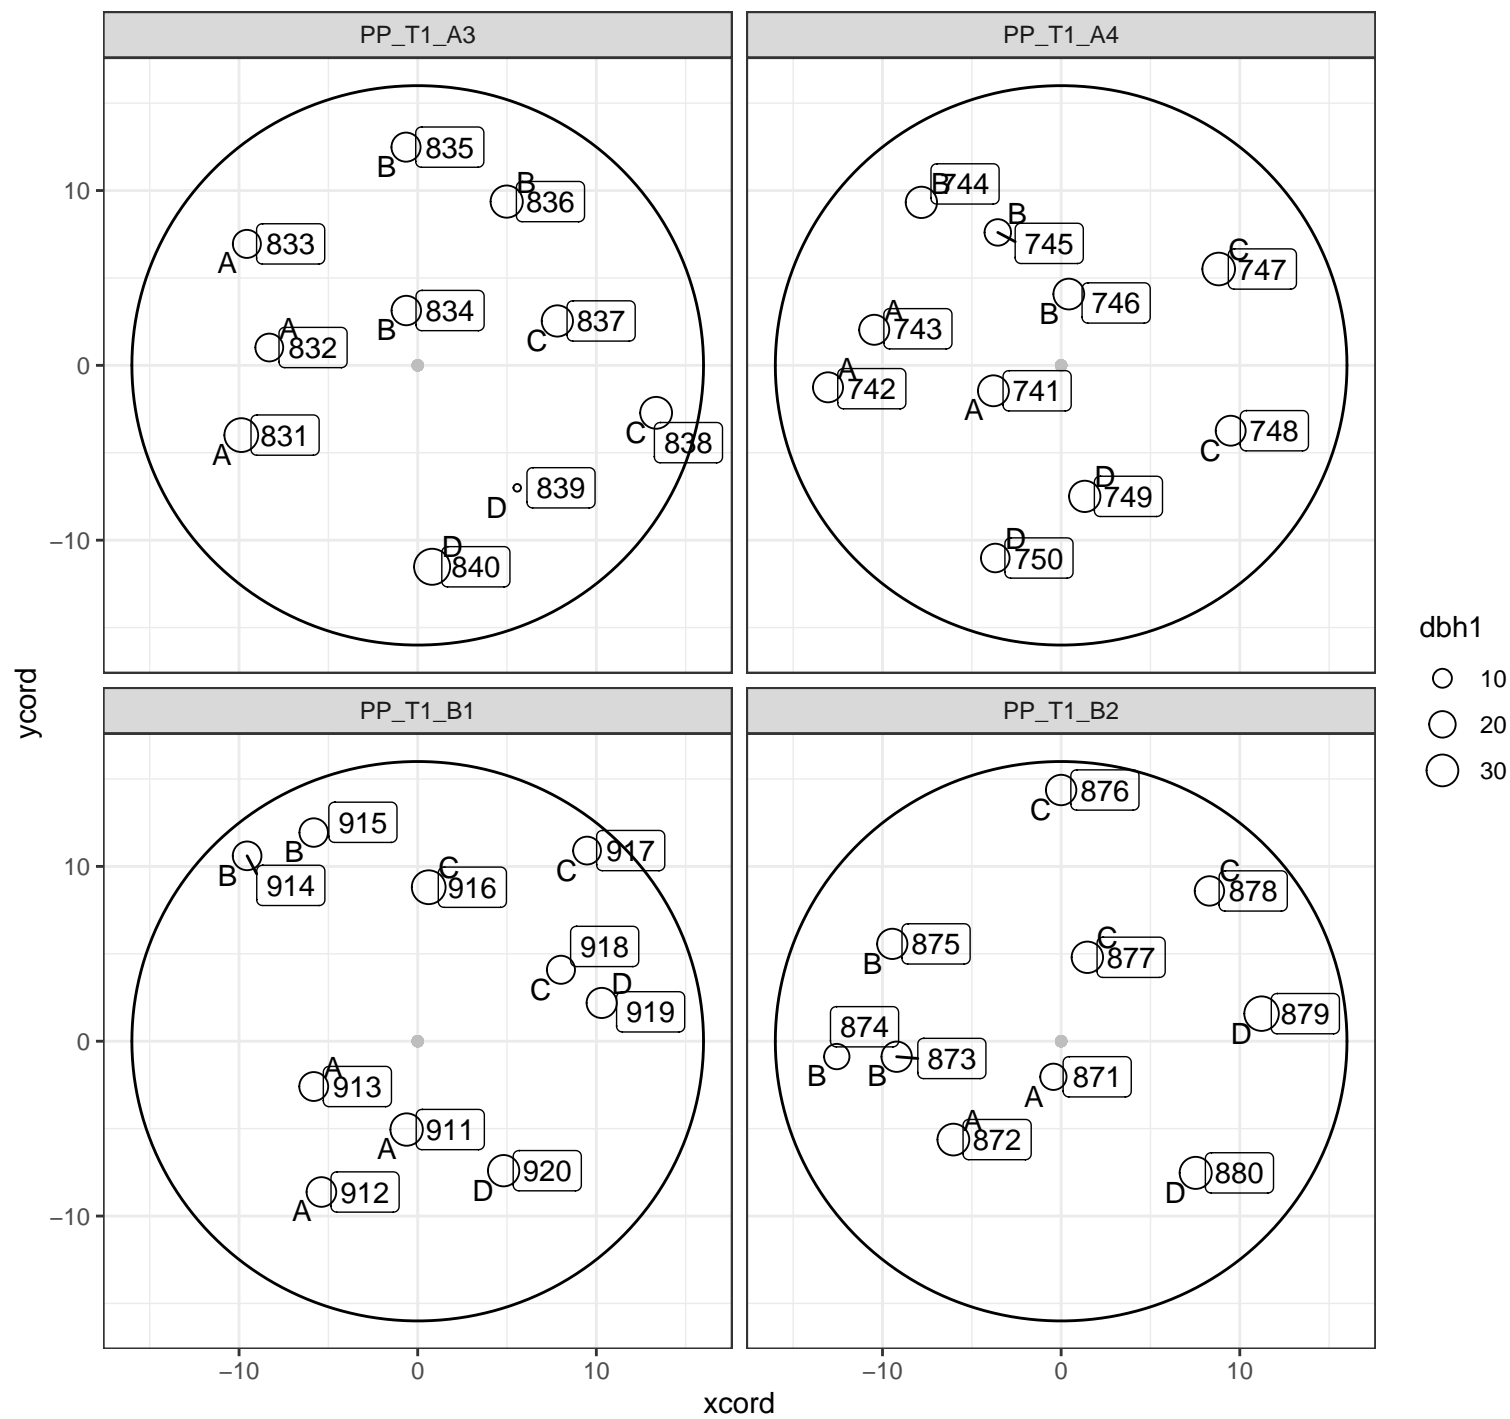 PP_T1_A3
PP_T1_A4
B 835
B 836
A 833
B 834
C 837
A 832
A 831
C 838
D 839
D 840
B 744
B 745
C 747
B 746
A 743
A 742
A 741
C 748
D 749
D 750
10
0
−10
PP_T1_B1
PP_T1_B2
B 915
B 914
C 916
C 917
C 918
D 919
A 913
A 911
A 912
D 920
C 876
C 878
B 875
C 877
D 879
B 874
B 873
A 871
A 872
D 880
10
0
−10
−10 0 10
−10 0 10
xcord
ycord
dbh1
10
20
30